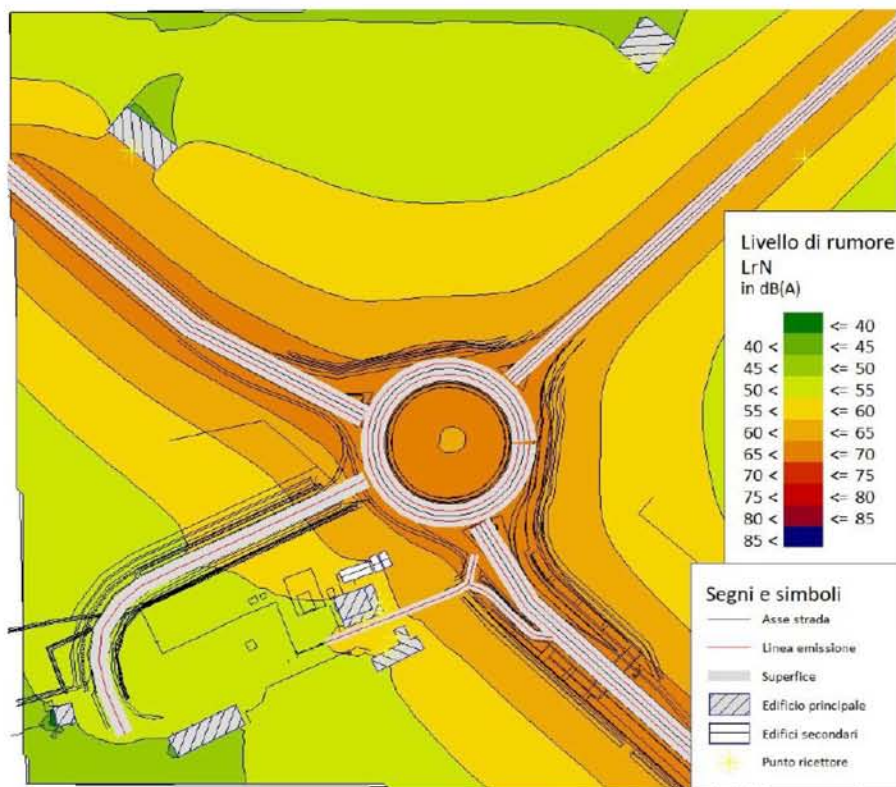 Livello di rumore
LrN
in dB(A)
<= 40
40 < <= 45
45 < <= 50
50 < <= 55
55 < <= 60
60 < <= 65
65 < <= 70
70 < <= 75
75 < <= 80
80 < <= 85
85 <
Segni e simboli
Asse strada
Linea emissione
Superfice
Edificio principale
Edifici secondari
Punto ricettore